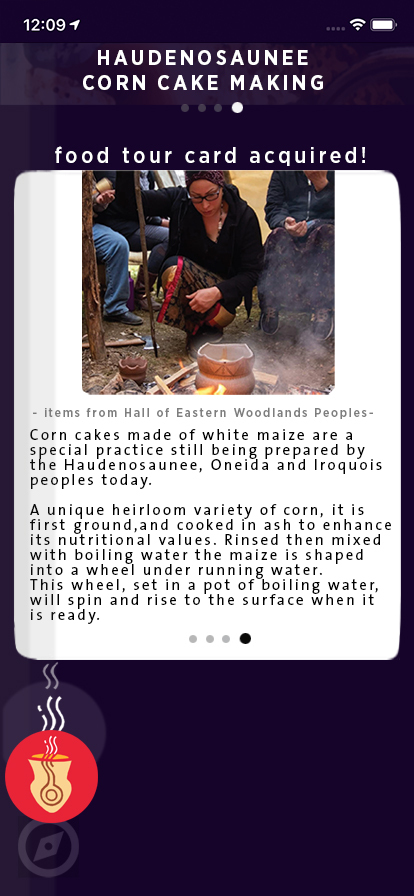 12:09
HAUDENOSAUNEE
CORN CAKE MAKING
food tour card acquired!
- items from Hall of Eastern Woodlands Peoples-
Corn cakes made of white maize are a
special practice still being prepared by
the Haudenosaunee, Oneida and Iroquois
peoples today.
A unique heirloom variety of corn, it is
first ground,and cooked in ash to enhance
its nutritional values. Rinsed then mixed
with boiling water the maize is shaped
into a wheel under running water.
This wheel, set in a pot of boiling water,
will spin and rise to the surface when it
is ready.